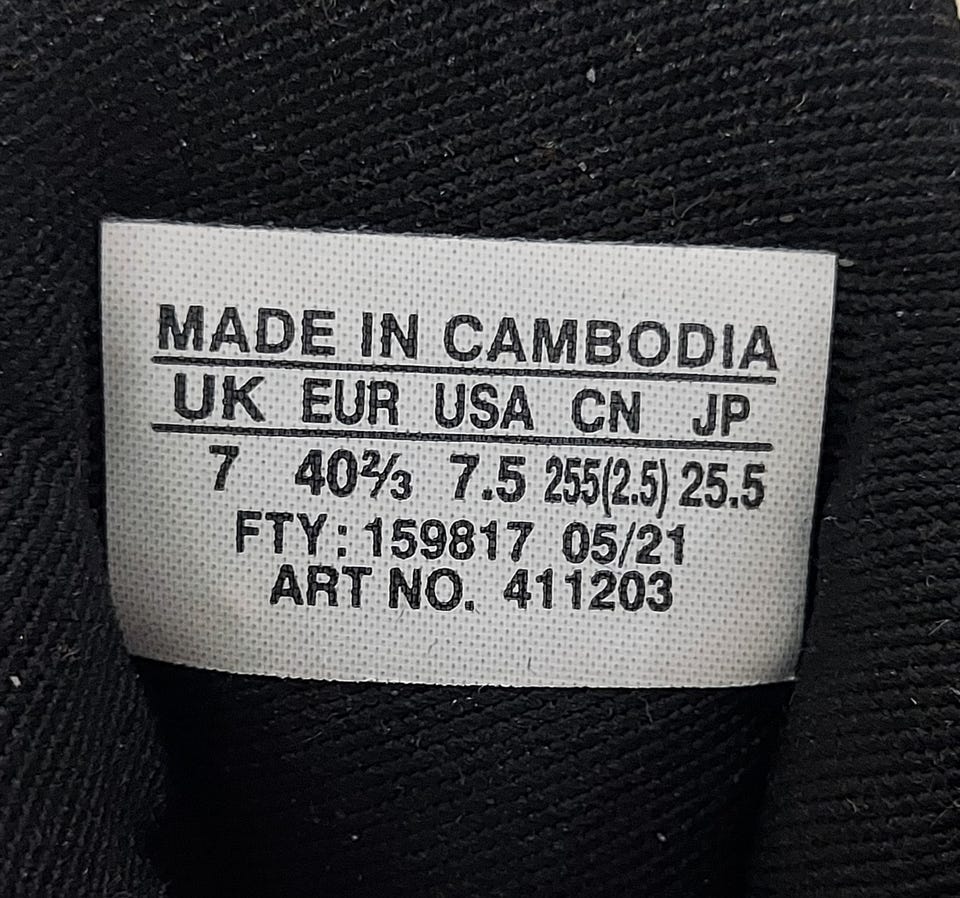 MADE IN CAMBODIA
UK EUR USA CN JP
7 40⅔ 7.5 255(2.5) 25.5
FTY: 159817 05/21
ART NO. 411203